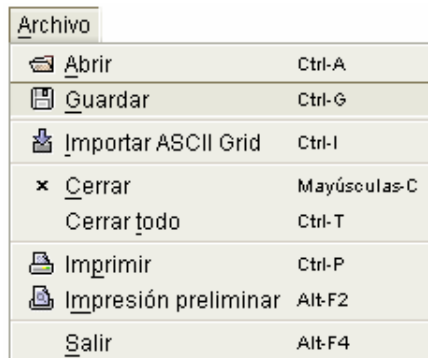 Archivo
Abrir Ctrl-A
Guardar Ctrl-G
Importar ASCII Grid Ctrl-I
Cerrar Mayúsculas-C
Cerrar todo Ctrl-T
Imprimir Ctrl-P
Impresión preliminar Alt-F2
Salir Alt-F4